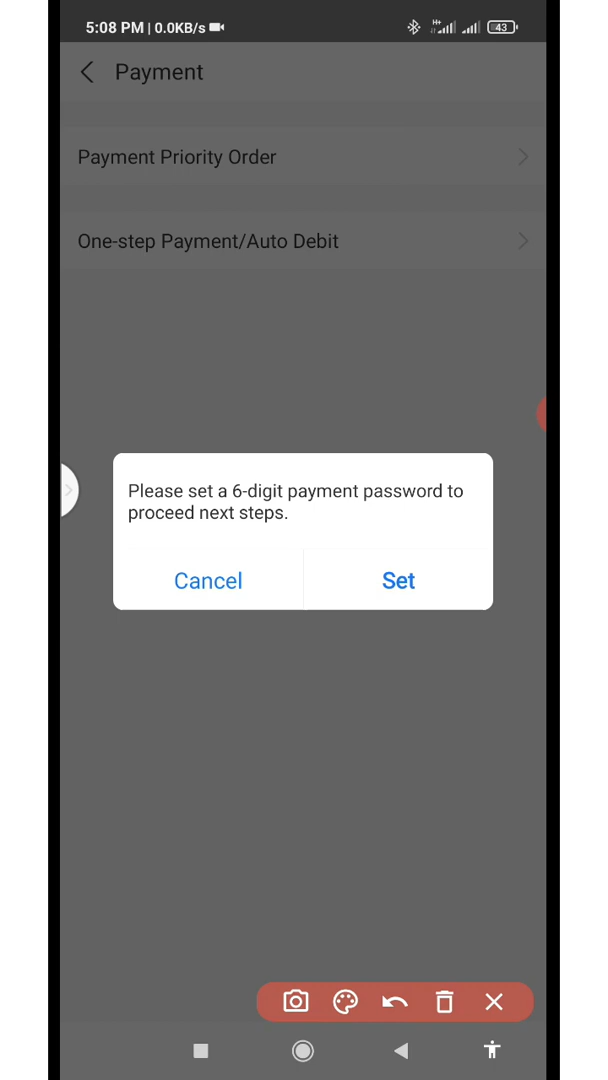 5:08 PM | 0.0KB/s
H+
43
Payment
Payment Priority Order
One-step Payment/Auto Debit
Please set a 6-digit payment password to
proceed next steps.
Cancel
Set